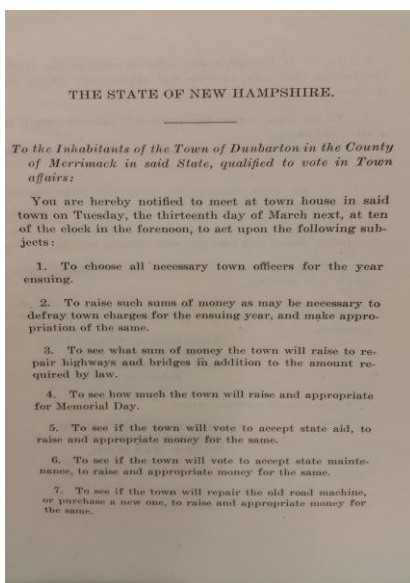 THE STATE OF NEW HAMPSHIRE.
To the Inhabitants of the Town of Dunbarton in the County
of Merrimack in said State, qualified to vote in Town
affairs:
You are hereby notified to meet at town house in said
town on Tuesday, the thirteenth day of March next, at ten
of the clock in the forenoon, to act upon the following sub-
jects:
1. To choose all necessary town officers for the year
ensuing.
2. To raise such sums of money as may be necessary to
defray town charges for the ensuing year, and make appro-
priation of the same.
3. To see what sum of money the town will raise to re-
pair highways and bridges in addition to the amount re-
quired by law.
4. To see how much the town will raise and appropriate
for Memorial Day.
5. To see if the town will vote to accept state aid, to
raise and appropriate money for the same.
6. To see if the town will vote to accept state mainte-
nance, to raise and appropriate money for the same.
7. To see if the town will repair the old road machine,
or purchase a new one, to raise and appropriate money for
the same.